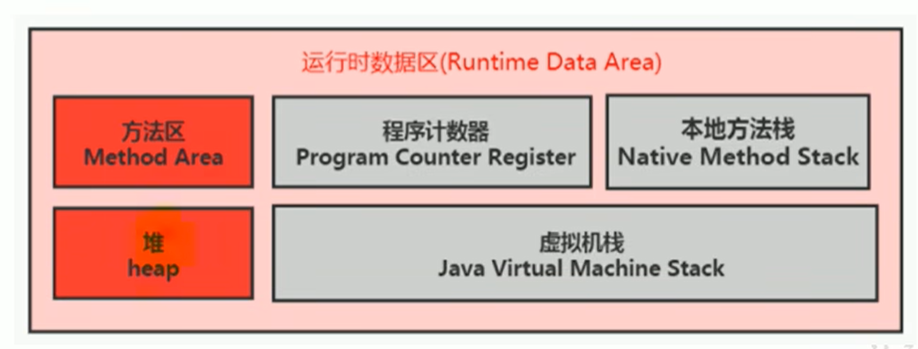 运行时数据区(Runtime Data Area)
方法区
Method Area
程序计数器
Program Counter Register
本地方法栈
Native Method Stack
堆
heap
虚拟机栈
Java Virtual Machine Stack